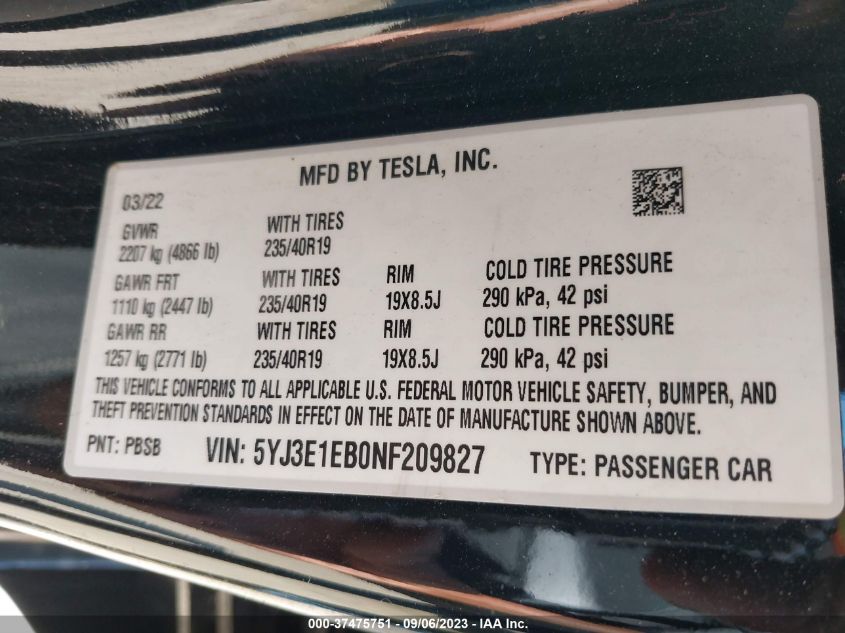 MFD BY TESLA, INC.
03/22
GVWR WITH TIRES
2207 kg (4866 lb) 235/40R19
GAWR FRT WITH TIRES RIM COLD TIRE PRESSURE
1110 kg (2447 lb) 235/40R19 19X8.5J 290 kPa, 42 psi
GAWR RR WITH TIRES RIM COLD TIRE PRESSURE
1257 kg (2771 lb) 235/40R19 19X8.5J 290 kPa, 42 psi
THIS VEHICLE CONFORMS TO ALL APPLICABLE U.S. FEDERAL MOTOR VEHICLE SAFETY, BUMPER, AND
THEFT PREVENTION STANDARDS IN EFFECT ON THE DATE OF MANUFACTURE SHOWN ABOVE.
PNT: PBSB VIN: 5YJ3E1EB0NF209827 TYPE: PASSENGER CAR
000-37475751 - 09/06/2023 - IAA Inc.